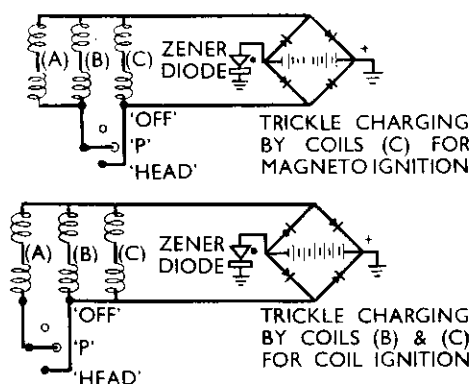 (A) (B) (C)
ZENER
DIODE
+
'OFF'
o
'P'
'HEAD'
TRICKLE CHARGING
BY COILS (C) FOR
MAGNETO IGNITION
(A) (B) (C)
ZENER
DIODE
+
'OFF'
o
'P'
'HEAD'
TRICKLE CHARGING
BY COILS (B) & (C)
FOR COIL IGNITION